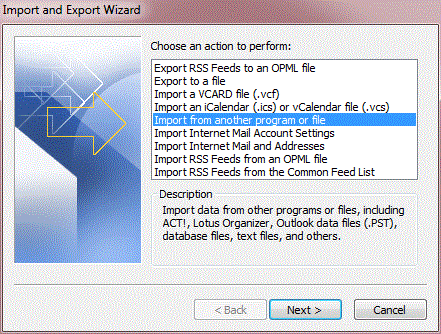 Import and Export Wizard
Choose an action to perform:
Export RSS Feeds to an OPML file
Export to a file
Import a VCARD file (.vcf)
Import an iCalendar (.ics) or vCalendar file (.vcs)
Import from another program or file
Import Internet Mail Account Settings
Import Internet Mail and Addresses
Import RSS Feeds from an OPML file
Import RSS Feeds from the Common Feed List
Description
Import data from other programs or files, including
ACT!, Lotus Organizer, Outlook data files (.PST),
database files, text files, and others.
< Back
Next >
Cancel